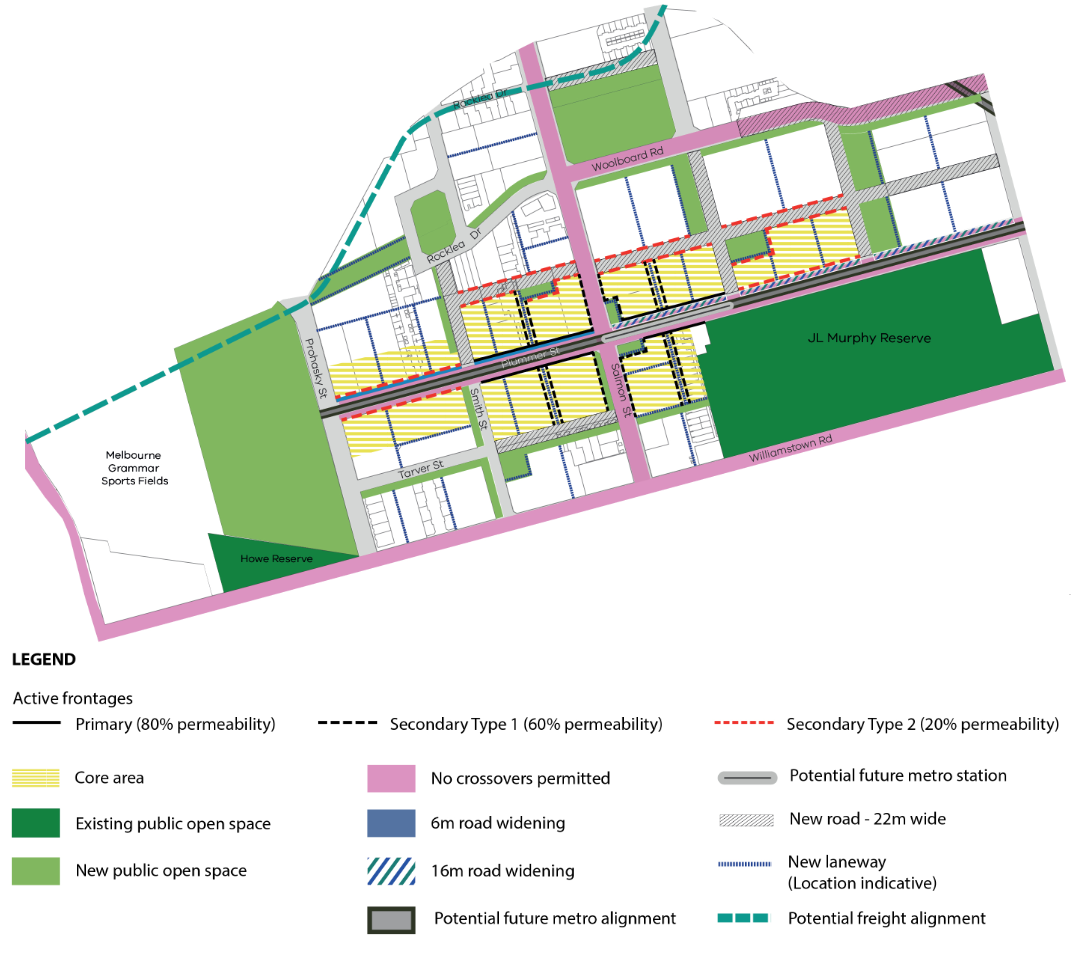 Rocklea Dr
Woolboard Rd
Rocklea Dr
Prohasky St
Plummer St
Smith St
Salmon St
JL Murphy Reserve
Tarver St
Williamstown Rd
Melbourne
Grammar
Sports Fields
Howe Reserve
LEGEND
Active frontages
Primary (80% permeability)
Secondary Type 1 (60% permeability)
Secondary Type 2 (20% permeability)
Core area
No crossovers permitted
Potential future metro station
Existing public open space
6m road widening
New road - 22m wide
New public open space
16m road widening
New laneway
(Location indicative)
Potential future metro alignment
Potential freight alignment